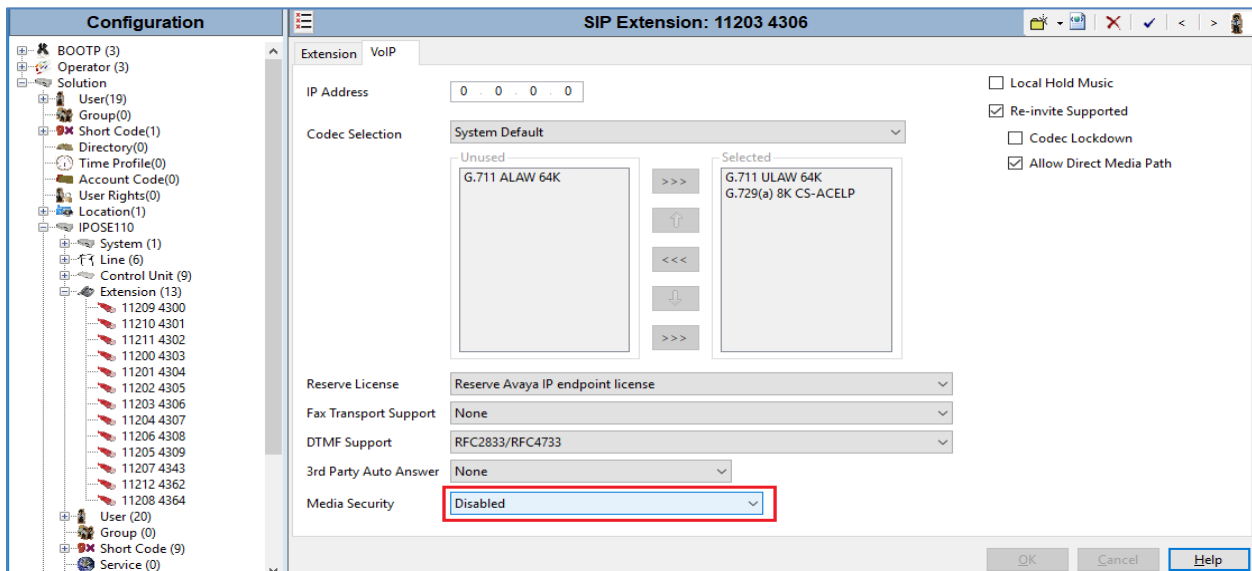 Configuration
BOOTP (3)
Operator (3)
Solution
User(19)
Group(0)
9x Short Code(1)
Directory(0)
Time Profile(0)
Account Code(0)
User Rights(0)
Location(1)
IPOSE110
System (1)
Line (6)
Control Unit (9)
Extension (13)
11209 4300
11210 4301
11211 4302
11200 4303
11201 4304
11202 4305
11203 4306
11204 4307
11206 4308
11205 4309
11207 4343
11212 4362
11208 4364
User (20)
Group (0)
9x Short Code (9)
Service (0)
SIP Extension: 11203 4306
Extension VoIP
IP Address 0 . 0 . 0 . 0
Codec Selection System Default
Unused
G.711 ALAW 64K
>>>
<<<
>>>
Selected
G.711 ULAW 64K
G.729(a) 8K CS-ACELP
Reserve License Reserve Avaya IP endpoint license
Fax Transport Support None
DTMF Support RFC2833/RFC4733
3rd Party Auto Answer None
Media Security Disabled
Local Hold Music
Re-invite Supported
Codec Lockdown
Allow Direct Media Path
OK Cancel Help